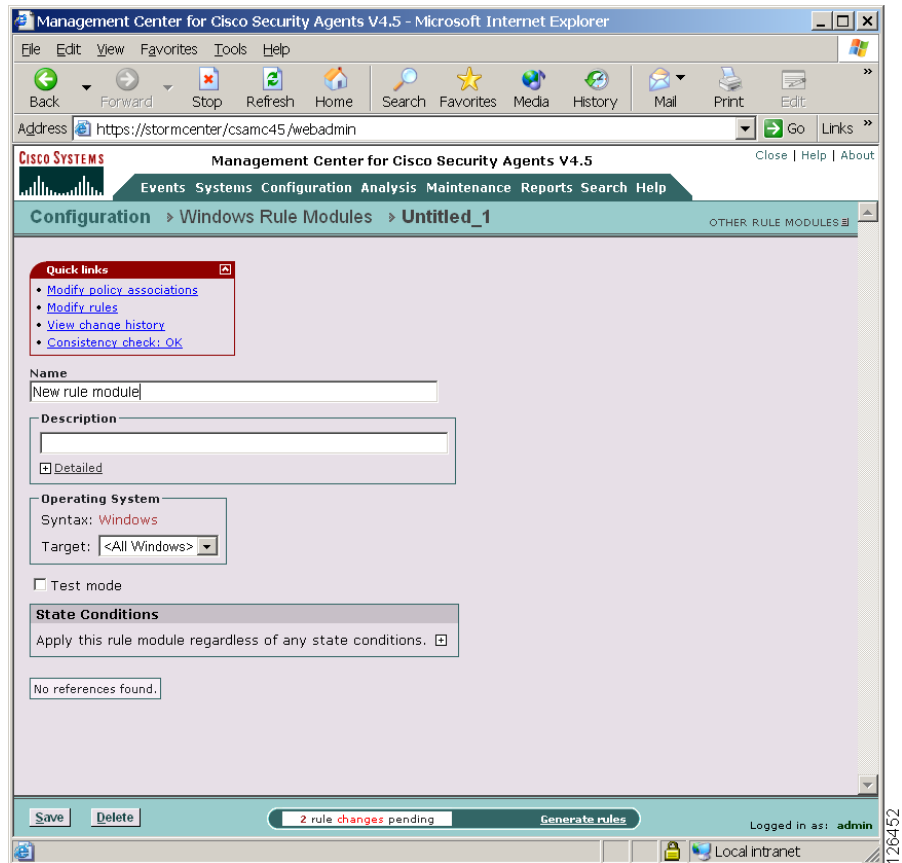 Management Center for Cisco Security Agents V4.5 - Microsoft Internet Explorer
File Edit View Favorites Tools Help
Back Forward Stop Refresh Home Search Favorites Media History Mail Print Edit »
Address https://stormcenter/csamc45/webadmin Go Links »
CISCO SYSTEMS Management Center for Cisco Security Agents V4.5 Close | Help | About
Events Systems Configuration Analysis Maintenance Reports Search Help
Configuration > Windows Rule Modules > Untitled_1 OTHER RULE MODULES
Quick links
• Modify policy associations
• Modify rules
• View change history
• Consistency check: OK
Name
New rule module
Description
+ Detailed
Operating System
Syntax: Windows
Target: <All Windows>
Test mode
State Conditions
Apply this rule module regardless of any state conditions. +
No references found.
Save Delete 2 rule changes pending Generate rules Logged in as: admin
Local intranet
126452